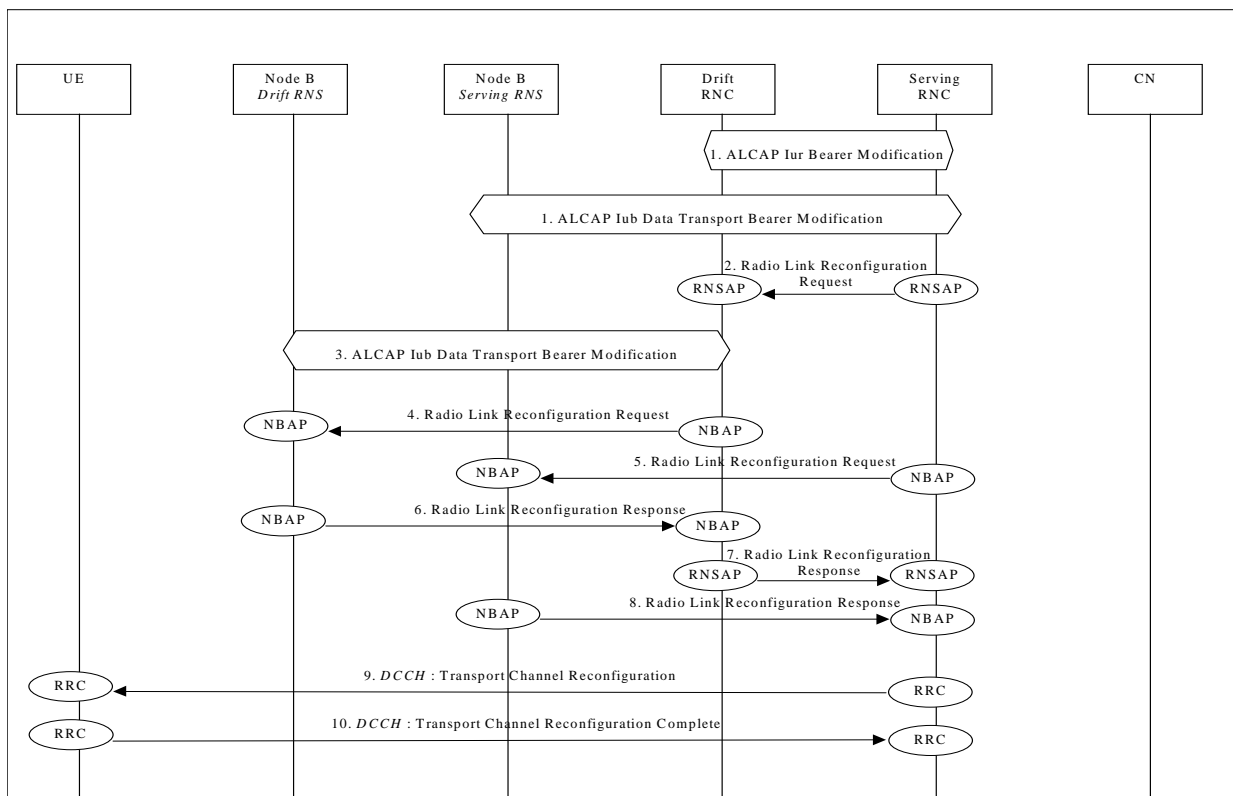 UE
Node B
Drift RNS
Node B
Serving RNS
Drift
RNC
Serving
RNC
CN
1. ALCAP Iur Bearer Modification
1. ALCAP Iub Data Transport Bearer Modification
2. Radio Link Reconfiguration
Request
RNSAP
RNSAP
3. ALCAP Iub Data Transport Bearer Modification
4. Radio Link Reconfiguration Request
NBAP
NBAP
5. Radio Link Reconfiguration Request
NBAP
NBAP
6. Radio Link Reconfiguration Response
NBAP
NBAP
7. Radio Link Reconfiguration
Response
RNSAP
RNSAP
8. Radio Link Reconfiguration Response
NBAP
NBAP
9. DCCH : Transport Channel Reconfiguration
RRC
RRC
10. DCCH : Transport Channel Reconfiguration Complete
RRC
RRC